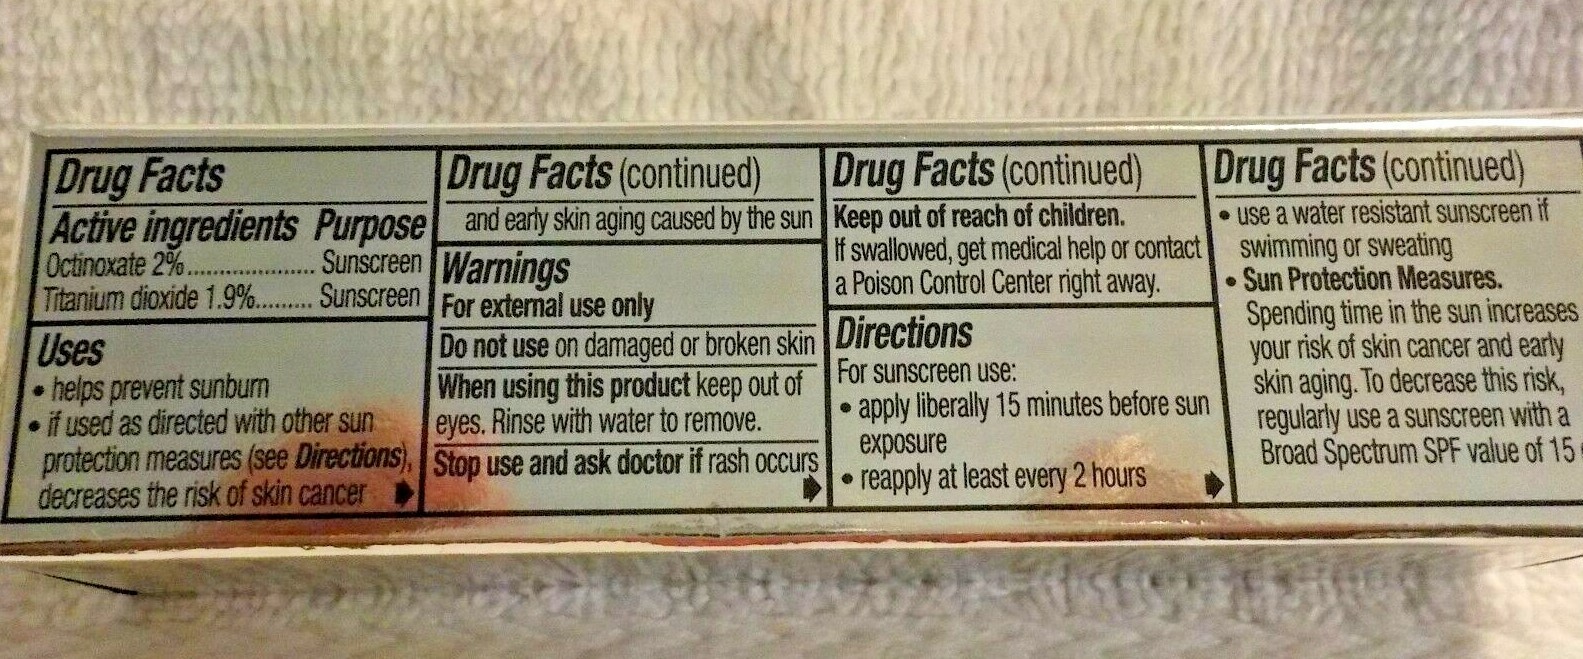 Drug Facts
Active ingredients Purpose
Octinoxate 2%.................... Sunscreen
Titanium dioxide 1.9%......... Sunscreen
Uses
• helps prevent sunburn
• if used as directed with other sun
protection measures (see Directions),
decreases the risk of skin cancer
Drug Facts (continued)
and early skin aging caused by the sun
Warnings
For external use only
Do not use on damaged or broken skin
When using this product keep out of
eyes. Rinse with water to remove.
Stop use and ask doctor if rash occurs
Drug Facts (continued)
Keep out of reach of children.
If swallowed, get medical help or contact
a Poison Control Center right away.
Directions
For sunscreen use:
• apply liberally 15 minutes before sun
exposure
• reapply at least every 2 hours
Drug Facts (continued)
• use a water resistant sunscreen if
swimming or sweating
• Sun Protection Measures.
Spending time in the sun increases
your risk of skin cancer and early
skin aging. To decrease this risk,
regularly use a sunscreen with a
Broad Spectrum SPF value of 15